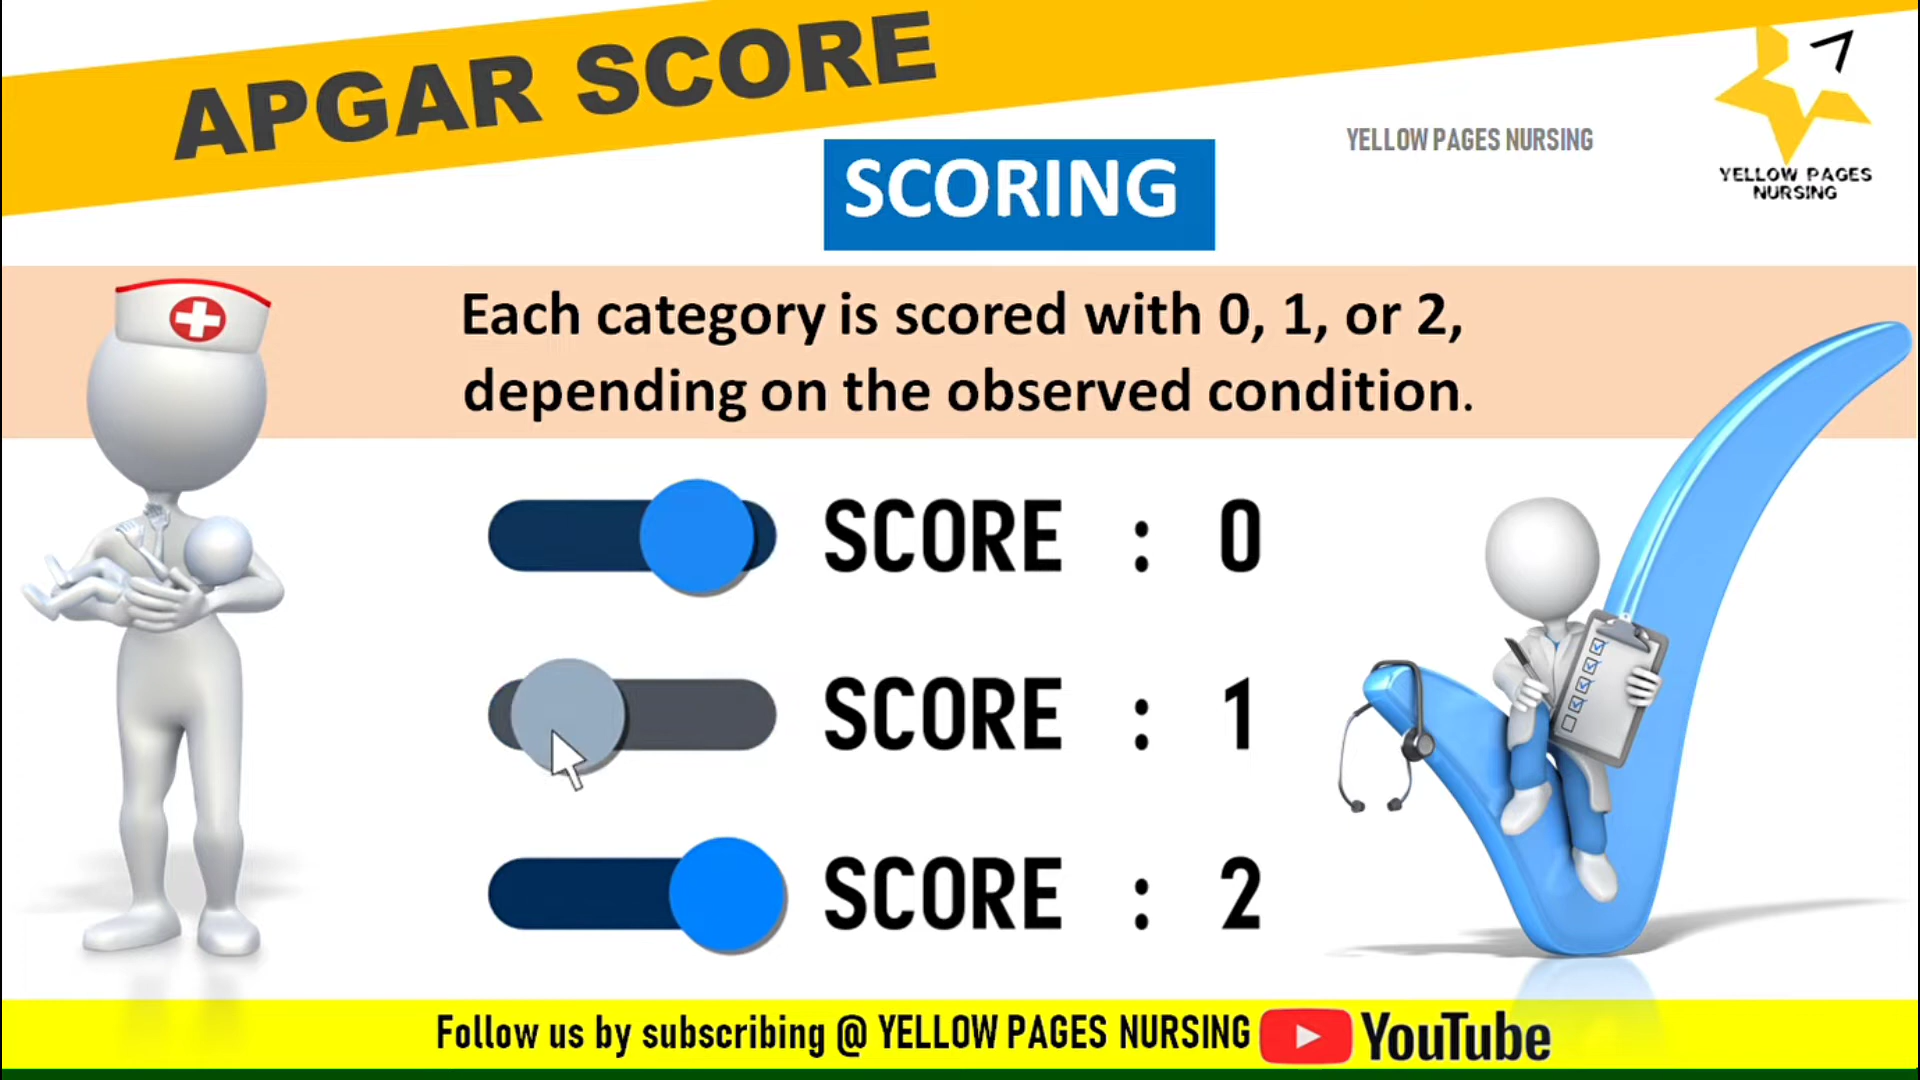 APGAR SCORE
YELLOW PAGES NURSING
YELLOW PAGES
NURSING
SCORING
Each category is scored with 0, 1, or 2,
depending on the observed condition.
SCORE : 0
SCORE : 1
SCORE : 2
Follow us by subscribing @ YELLOW PAGES NURSING YouTube